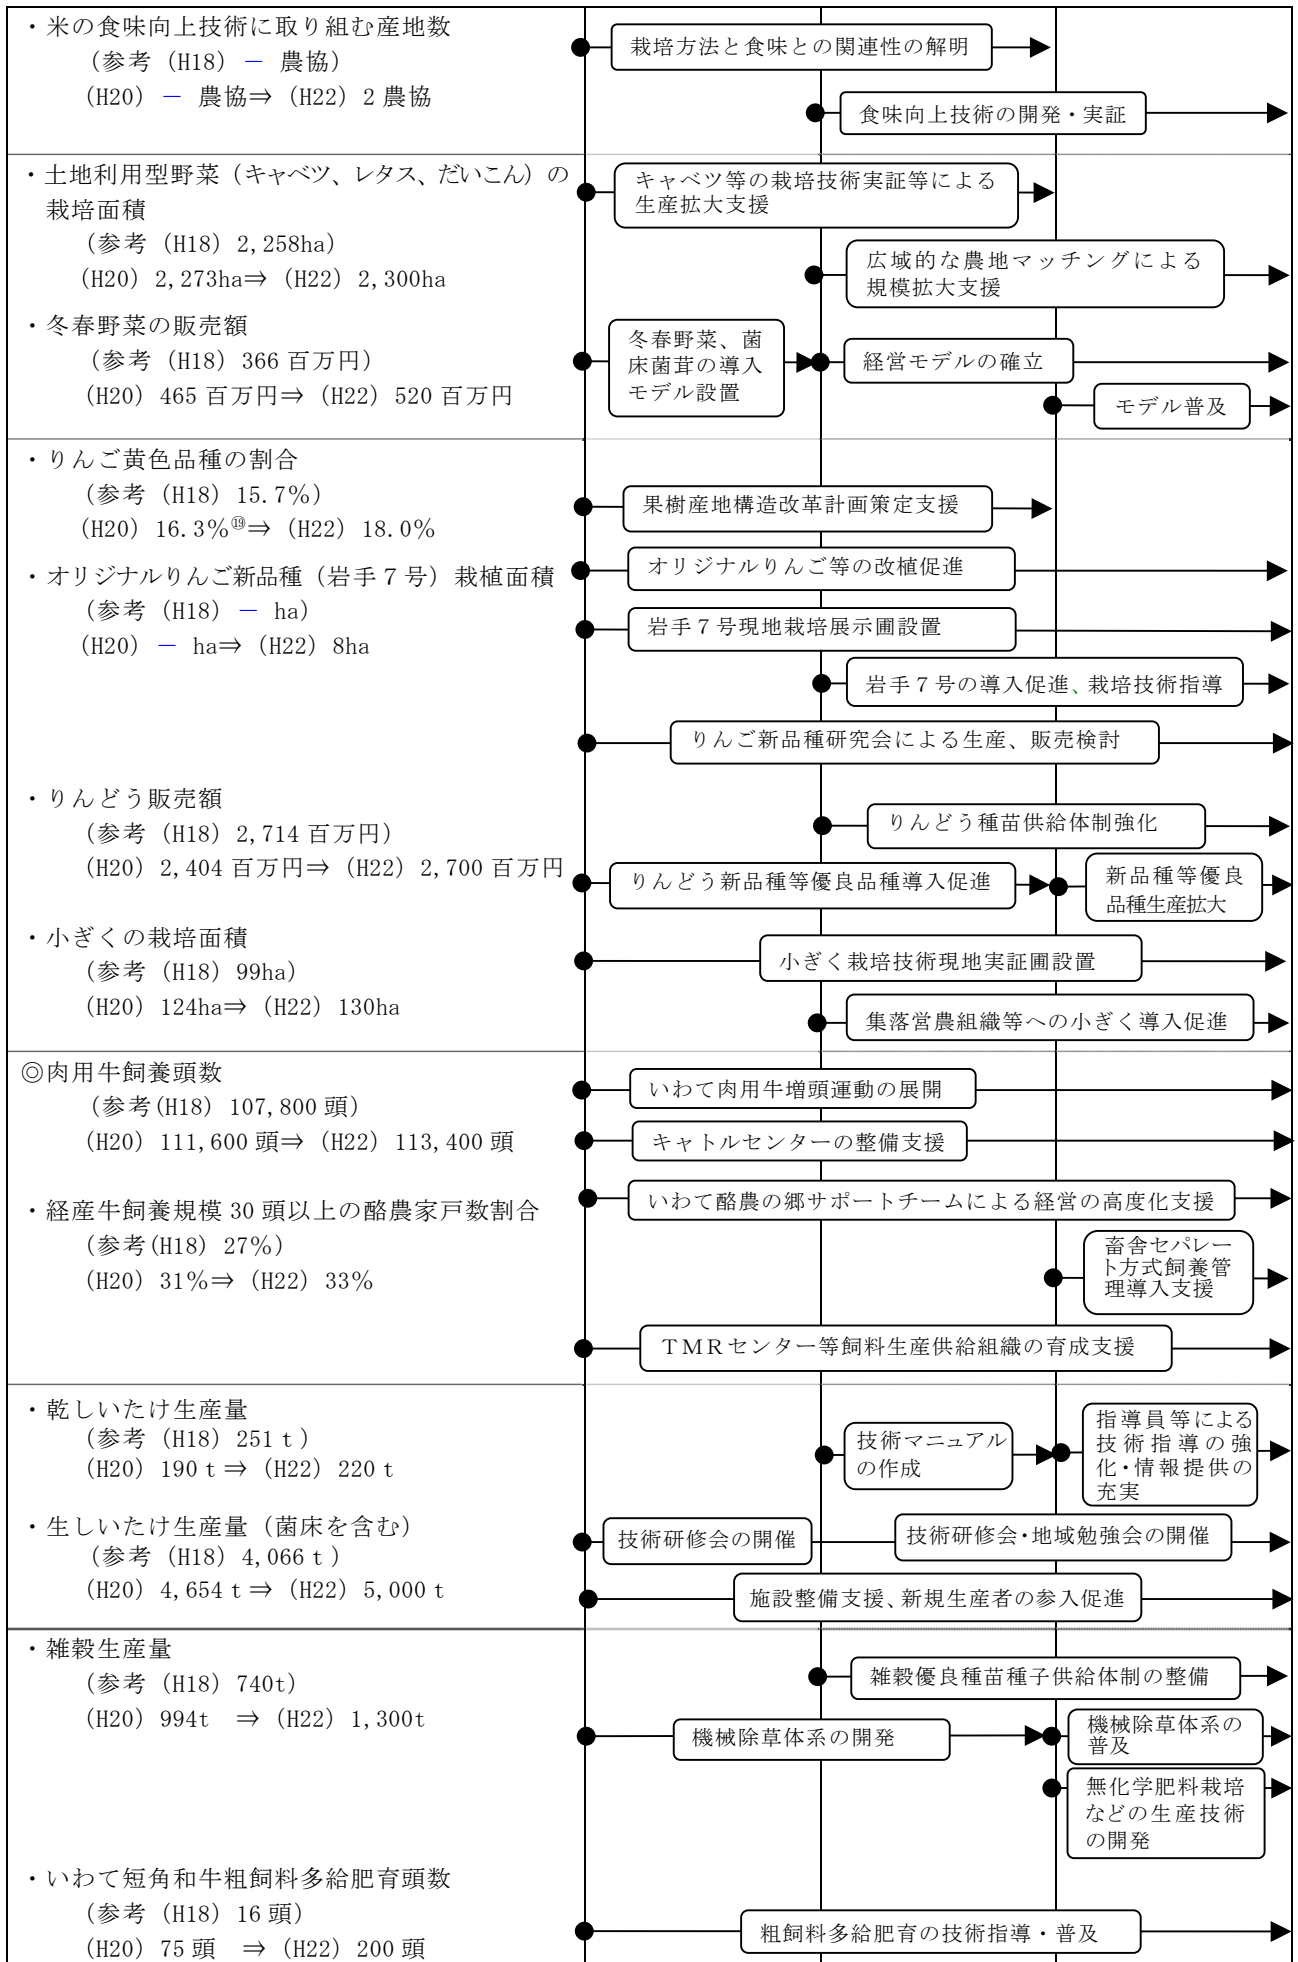 ・米の食味向上技術に取り組む産地数
（参考（H18）－ 農協）
（H20）－ 農協⇒（H22）2 農協
栽培方法と食味との関連性の解明
食味向上技術の開発・実証
・土地利用型野菜（キャベツ、レタス、だいこん）の
栽培面積
（参考（H18）2,258ha）
（H20）2,273ha⇒（H22）2,300ha
キャベツ等の栽培技術実証等による
生産拡大支援
広域的な農地マッチングによる
規模拡大支援
・冬春野菜の販売額
（参考（H18）366 百万円）
（H20）465 百万円⇒（H22）520 百万円
冬春野菜、菌
床菌茸の導入
モデル設置
経営モデルの確立
モデル普及
・りんご黄色品種の割合
（参考（H18）15.7％）
（H20）16.3％⑲⇒（H22）18.0％
果樹産地構造改革計画策定支援
・オリジナルりんご新品種（岩手７号）栽植面積
（参考（H18）－ ha）
（H20）－ ha⇒（H22）8ha
オリジナルりんご等の改植促進
岩手７号現地栽培展示圃設置
岩手７号の導入促進、栽培技術指導
りんご新品種研究会による生産、販売検討
・りんどう販売額
（参考（H18）2,714 百万円）
（H20）2,404 百万円⇒（H22）2,700 百万円
りんどう種苗供給体制強化
りんどう新品種等優良品種導入促進
新品種等優良
品種生産拡大
・小ぎくの栽培面積
（参考（H18）99ha）
（H20）124ha⇒（H22）130ha
小ぎく栽培技術現地実証圃設置
集落営農組織等への小ぎく導入促進
◎肉用牛飼養頭数
（参考(H18）107,800 頭）
（H20）111,600 頭⇒（H22）113,400 頭
いわて肉用牛増頭運動の展開
キャトルセンターの整備支援
・経産牛飼養規模 30 頭以上の酪農家戸数割合
（参考(H18）27％）
（H20）31％⇒（H22）33％
いわて酪農の郷サポートチームによる経営の高度化支援
畜舎セパレー
ト方式飼養管
理導入支援
ＴＭＲセンター等飼料生産供給組織の育成支援
・乾しいたけ生産量
（参考（H18）251ｔ）
（H20）190ｔ⇒（H22）220ｔ
技術マニュアル
の作成
指導員等による
技術指導の強
化・情報提供の
充実
・生しいたけ生産量（菌床を含む）
（参考（H18）4,066ｔ）
（H20）4,654ｔ⇒（H22）5,000ｔ
技術研修会の開催
技術研修会・地域勉強会の開催
施設整備支援、新規生産者の参入促進
・雑穀生産量
（参考（H18）740t）
（H20）994t ⇒（H22）1,300t
雑穀優良種苗種子供給体制の整備
機械除草体系の開発
機械除草体系の
普及
無化学肥料栽培
などの生産技術
の開発
・いわて短角和牛粗飼料多給肥育頭数
（参考（H18）16 頭）
（H20）75 頭 ⇒（H22）200 頭
粗飼料多給肥育の技術指導・普及